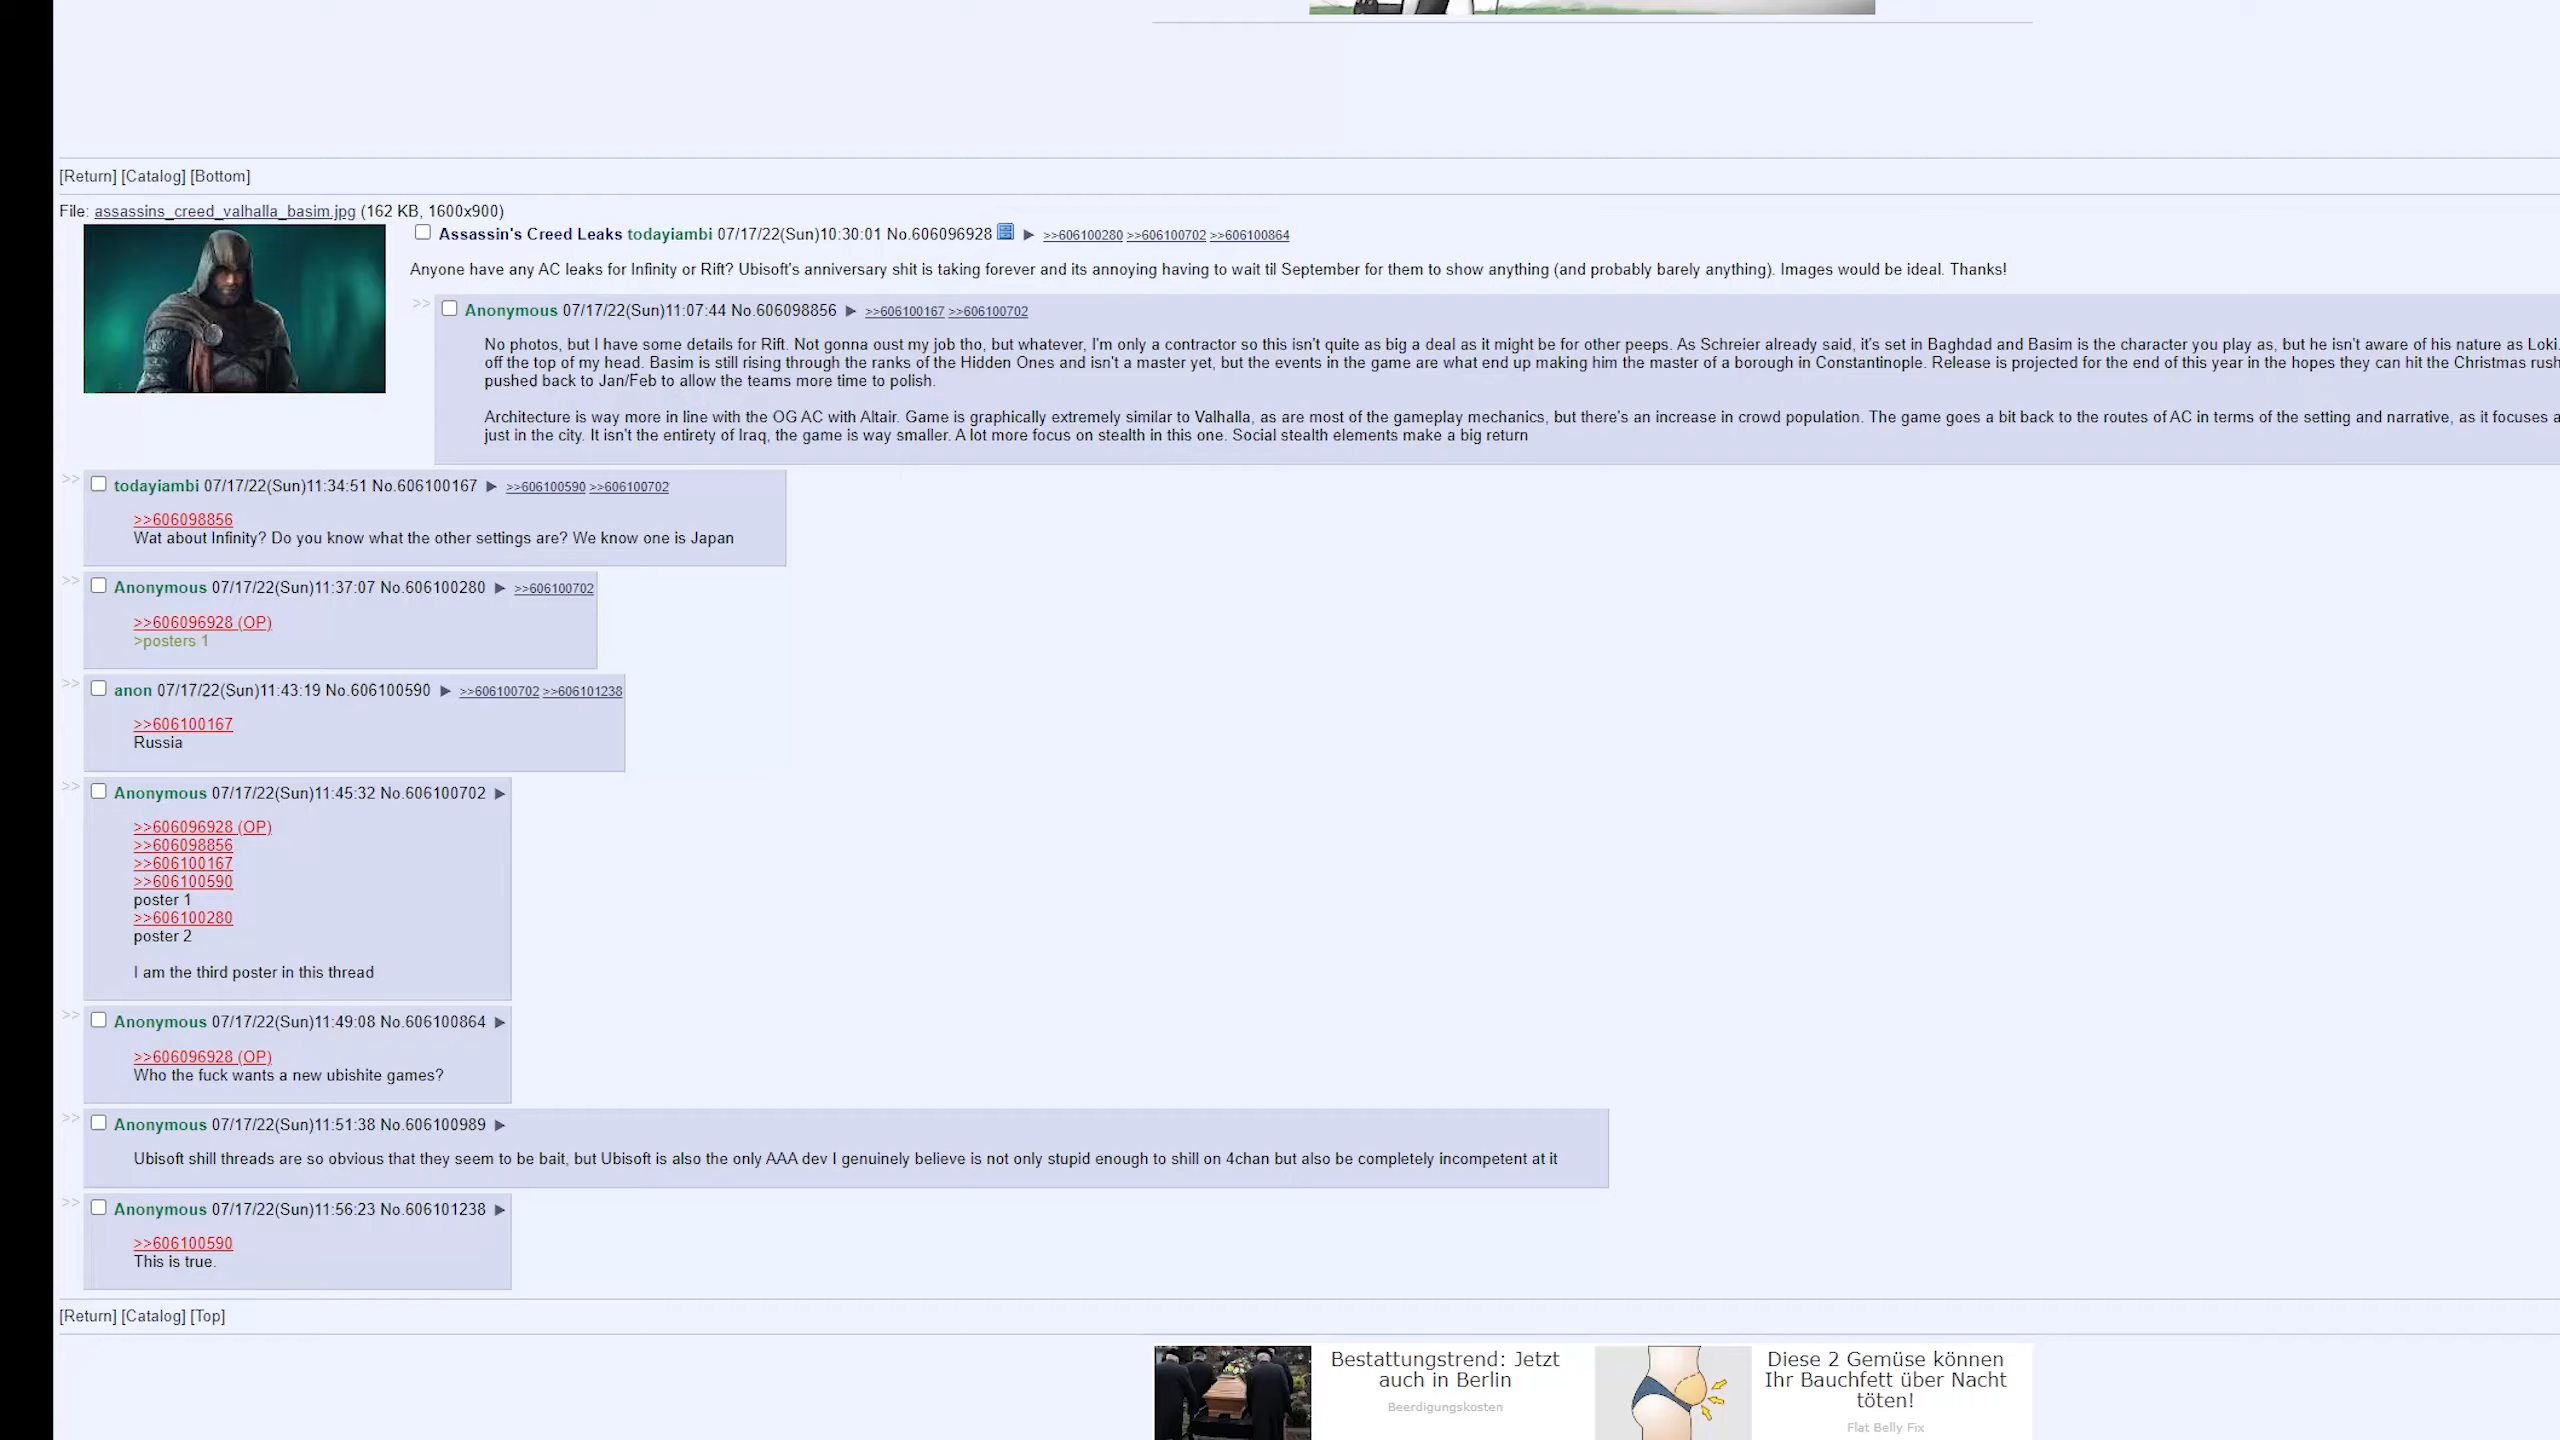 [Return] [Catalog] [Bottom]
File: assassins_creed_valhalla_basim.jpg (162 KB, 1600x900)
Assassin's Creed Leaks todayiambi 07/17/22(Sun)10:30:01 No.606096928 ▶ >>606100280 >>606100702 >>606100864
Anyone have any AC leaks for Infinity or Rift? Ubisoft's anniversary shit is taking forever and its annoying having to wait til September for them to show anything (and probably barely anything). Images would be ideal. Thanks!
>> Anonymous 07/17/22(Sun)11:07:44 No.606098856 ▶ >>606100167 >>606100702
No photos, but I have some details for Rift. Not gonna oust my job tho, but whatever, I'm only a contractor so this isn't quite as big a deal as it might be for other peeps. As Schreier already said, it's set in Baghdad and Basim is the character you play as, but he isn't aware of his nature as Loki.
off the top of my head. Basim is still rising through the ranks of the Hidden Ones and isn't a master yet, but the events in the game are what end up making him the master of a borough in Constantinople. Release is projected for the end of this year in the hopes they can hit the Christmas rush
pushed back to Jan/Feb to allow the teams more time to polish.
Architecture is way more in line with the OG AC with Altair. Game is graphically extremely similar to Valhalla, as are most of the gameplay mechanics, but there's an increase in crowd population. The game goes a bit back to the routes of AC in terms of the setting and narrative, as it focuses a
just in the city. It isn't the entirety of Iraq, the game is way smaller. A lot more focus on stealth in this one. Social stealth elements make a big return
>> todayiambi 07/17/22(Sun)11:34:51 No.606100167 ▶ >>606100590 >>606100702
>>606098856
Wat about Infinity? Do you know what the other settings are? We know one is Japan
>> Anonymous 07/17/22(Sun)11:37:07 No.606100280 ▶ >>606100702
>>606096928 (OP)
>posters 1
>> anon 07/17/22(Sun)11:43:19 No.606100590 ▶ >>606100702 >>606101238
>>606100167
Russia
>> Anonymous 07/17/22(Sun)11:45:32 No.606100702 ▶
>>606096928 (OP)
>>606098856
>>606100167
>>606100590
poster 1
>>606100280
poster 2
I am the third poster in this thread
>> Anonymous 07/17/22(Sun)11:49:08 No.606100864 ▶
>>606096928 (OP)
Who the fuck wants a new ubishite games?
>> Anonymous 07/17/22(Sun)11:51:38 No.606100989 ▶
Ubisoft shill threads are so obvious that they seem to be bait, but Ubisoft is also the only AAA dev I genuinely believe is not only stupid enough to shill on 4chan but also be completely incompetent at it
>> Anonymous 07/17/22(Sun)11:56:23 No.606101238 ▶
>>606100590
This is true.
[Return] [Catalog] [Top]
Bestattungstrend: Jetzt
auch in Berlin
Beerdigungskosten
Diese 2 Gemüse können
Ihr Bauchfett über Nacht
töten!
Flat Belly Fix